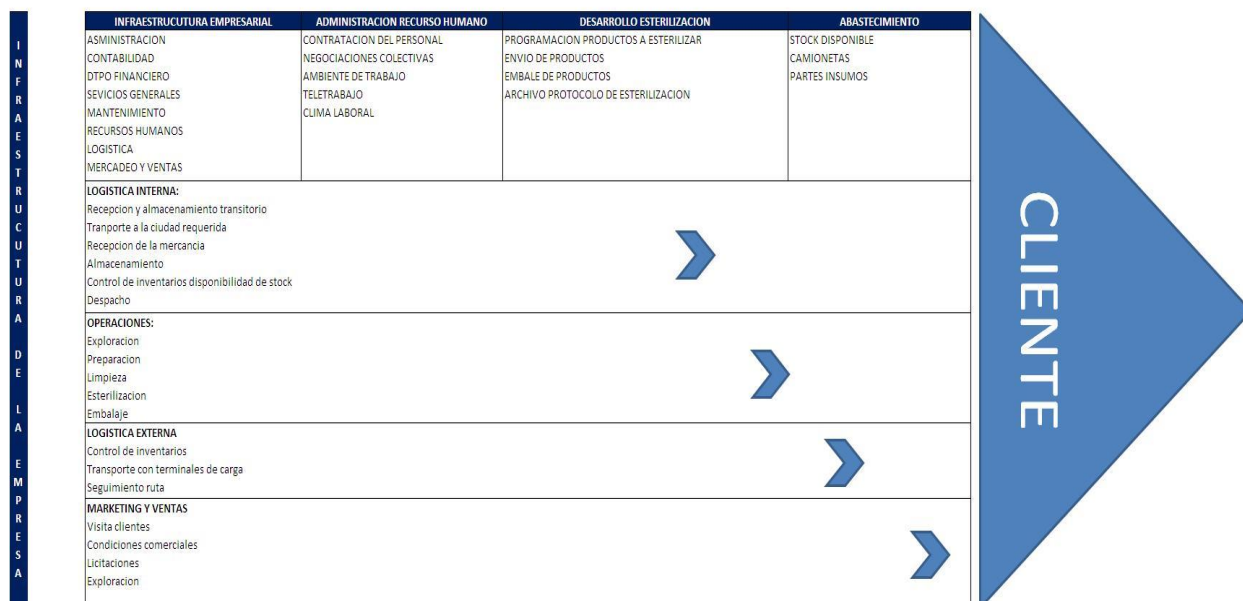 INFRAESTRUCUTURA DE LA EMPRESA
INFRAESTRUCUTURA EMPRESARIAL
ASMINISTRACION
CONTABILIDAD
DTPO FINANCIERO
SEVICIOS GENERALES
MANTENIMIENTO
RECURSOS HUMANOS
LOGISTICA
MERCADEO Y VENTAS
ADMINISTRACION RECURSO HUMANO
CONTRATACION DEL PERSONAL
NEGOCIACIONES COLECTIVAS
AMBIENTE DE TRABAJO
TELETRABAJO
CLIMA LABORAL
DESARROLLO ESTERILIZACION
PROGRAMACION PRODUCTOS A ESTERILIZAR
ENVIO DE PRODUCTOS
EMBALE DE PRODUCTOS
ARCHIVO PROTOCOLO DE ESTERILIZACION
ABASTECIMIENTO
STOCK DISPONIBLE
CAMIONETAS
PARTES INSUMOS
LOGISTICA INTERNA:
Recepcion y almacenamiento transitorio
Tranporte a la ciudad requerida
Recepcion de la mercancia
Almacenamiento
Control de inventarios disponibilidad de stock
Despacho
OPERACIONES:
Exploracion
Preparacion
Limpieza
Esterilizacion
Embalaje
LOGISTICA EXTERNA
Control de inventarios
Transporte con terminales de carga
Seguimiento ruta
MARKETING Y VENTAS
Visita clientes
Condiciones comerciales
Licitaciones
Exploracion
CLIENTE